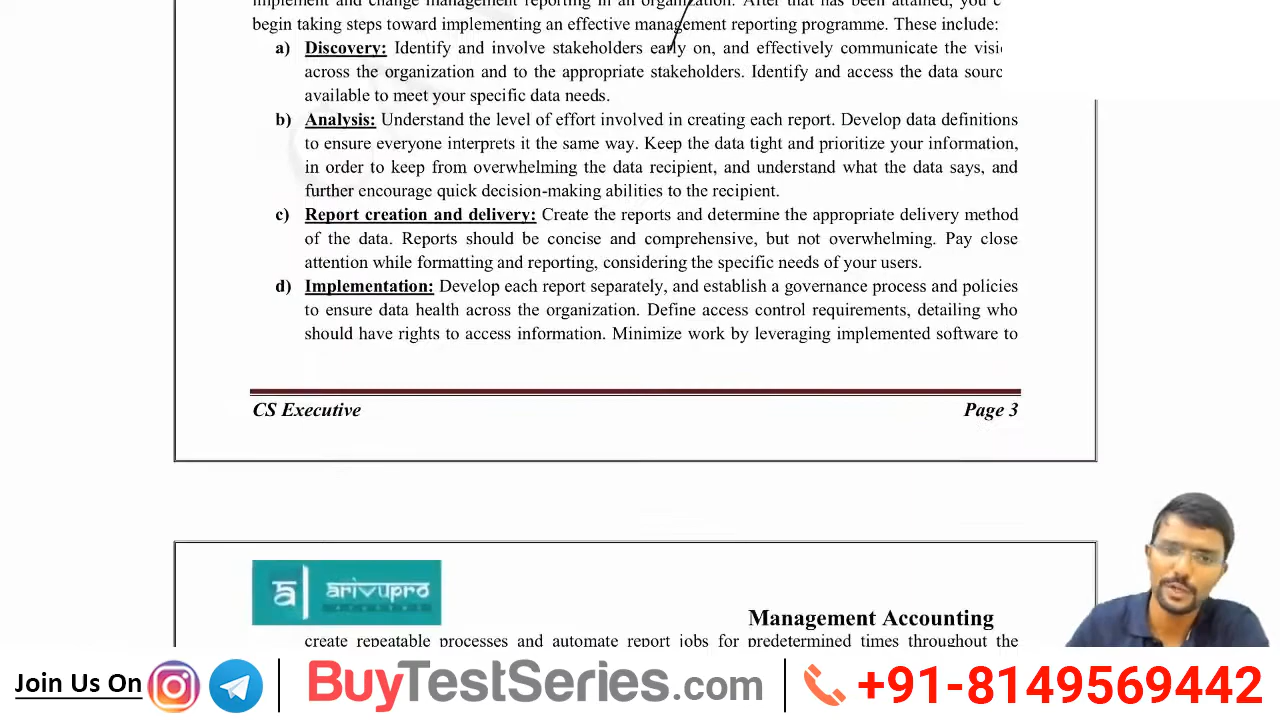 implement and change management reporting in an organization. After that has been attained, you c
begin taking steps toward implementing an effective management reporting programme. These include:
a) Discovery: Identify and involve stakeholders early on, and effectively communicate the visi
across the organization and to the appropriate stakeholders. Identify and access the data sourc
available to meet your specific data needs.
b) Analysis: Understand the level of effort involved in creating each report. Develop data definitions
to ensure everyone interprets it the same way. Keep the data tight and prioritize your information,
in order to keep from overwhelming the data recipient, and understand what the data says, and
further encourage quick decision-making abilities to the recipient.
c) Report creation and delivery: Create the reports and determine the appropriate delivery method
of the data. Reports should be concise and comprehensive, but not overwhelming. Pay close
attention while formatting and reporting, considering the specific needs of your users.
d) Implementation: Develop each report separately, and establish a governance process and policies
to ensure data health across the organization. Define access control requirements, detailing who
should have rights to access information. Minimize work by leveraging implemented software to
CS Executive Page 3
arivupro
Management Accounting
create repeatable processes and automate report jobs for predetermined times throughout the
Join Us On BuyTestSeries.com +91-8149569442